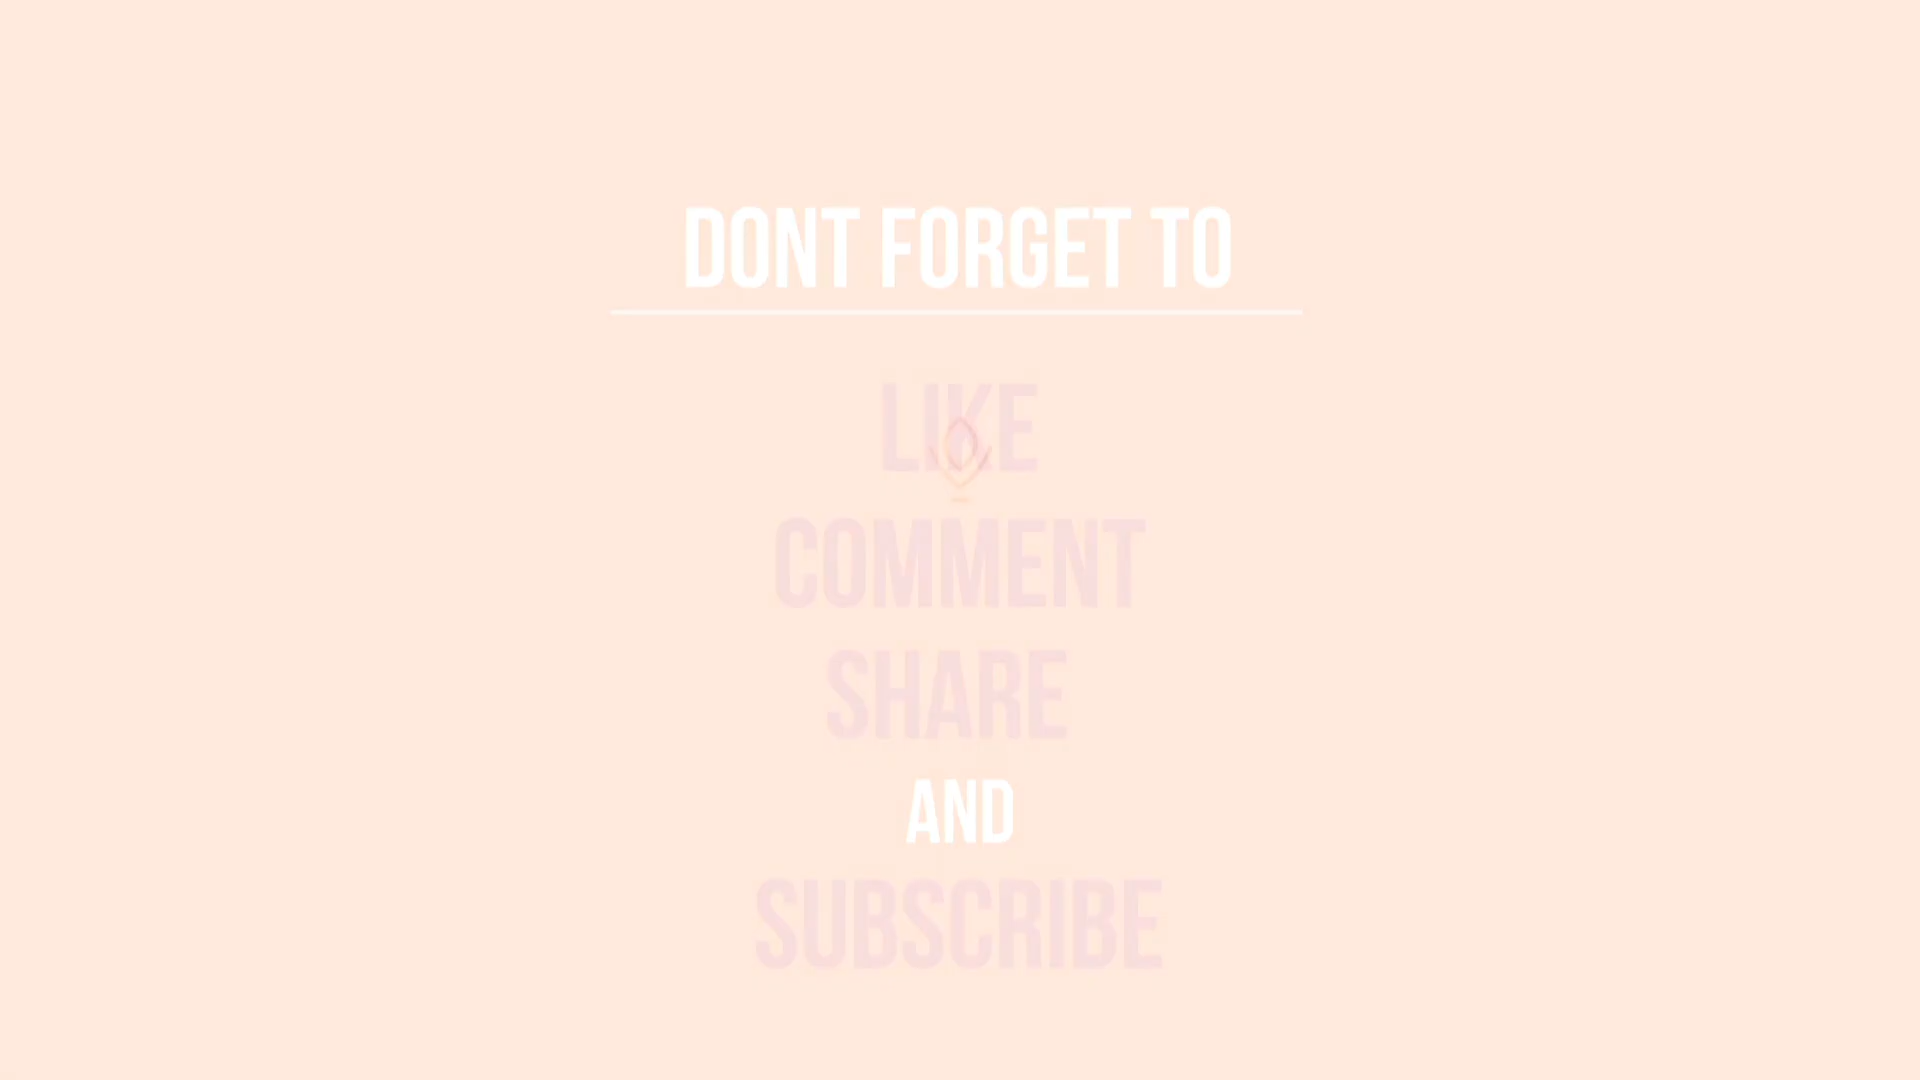 DONT FORGET TO
LIKE
COMMENT
SHARE
AND
SUBSCRIBE